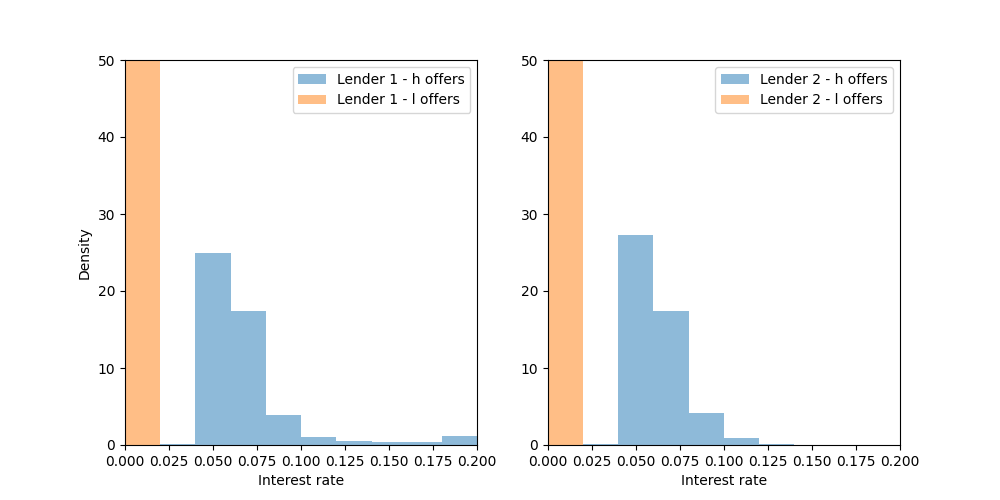 50
40
30
20
10
0
Density
Lender 1 - h offers
Lender 1 - l offers
0.000 0.025 0.050 0.075 0.100 0.125 0.150 0.175 0.200
Interest rate
50
40
30
20
10
0
Lender 2 - h offers
Lender 2 - l offers
0.000 0.025 0.050 0.075 0.100 0.125 0.150 0.175 0.200
Interest rate